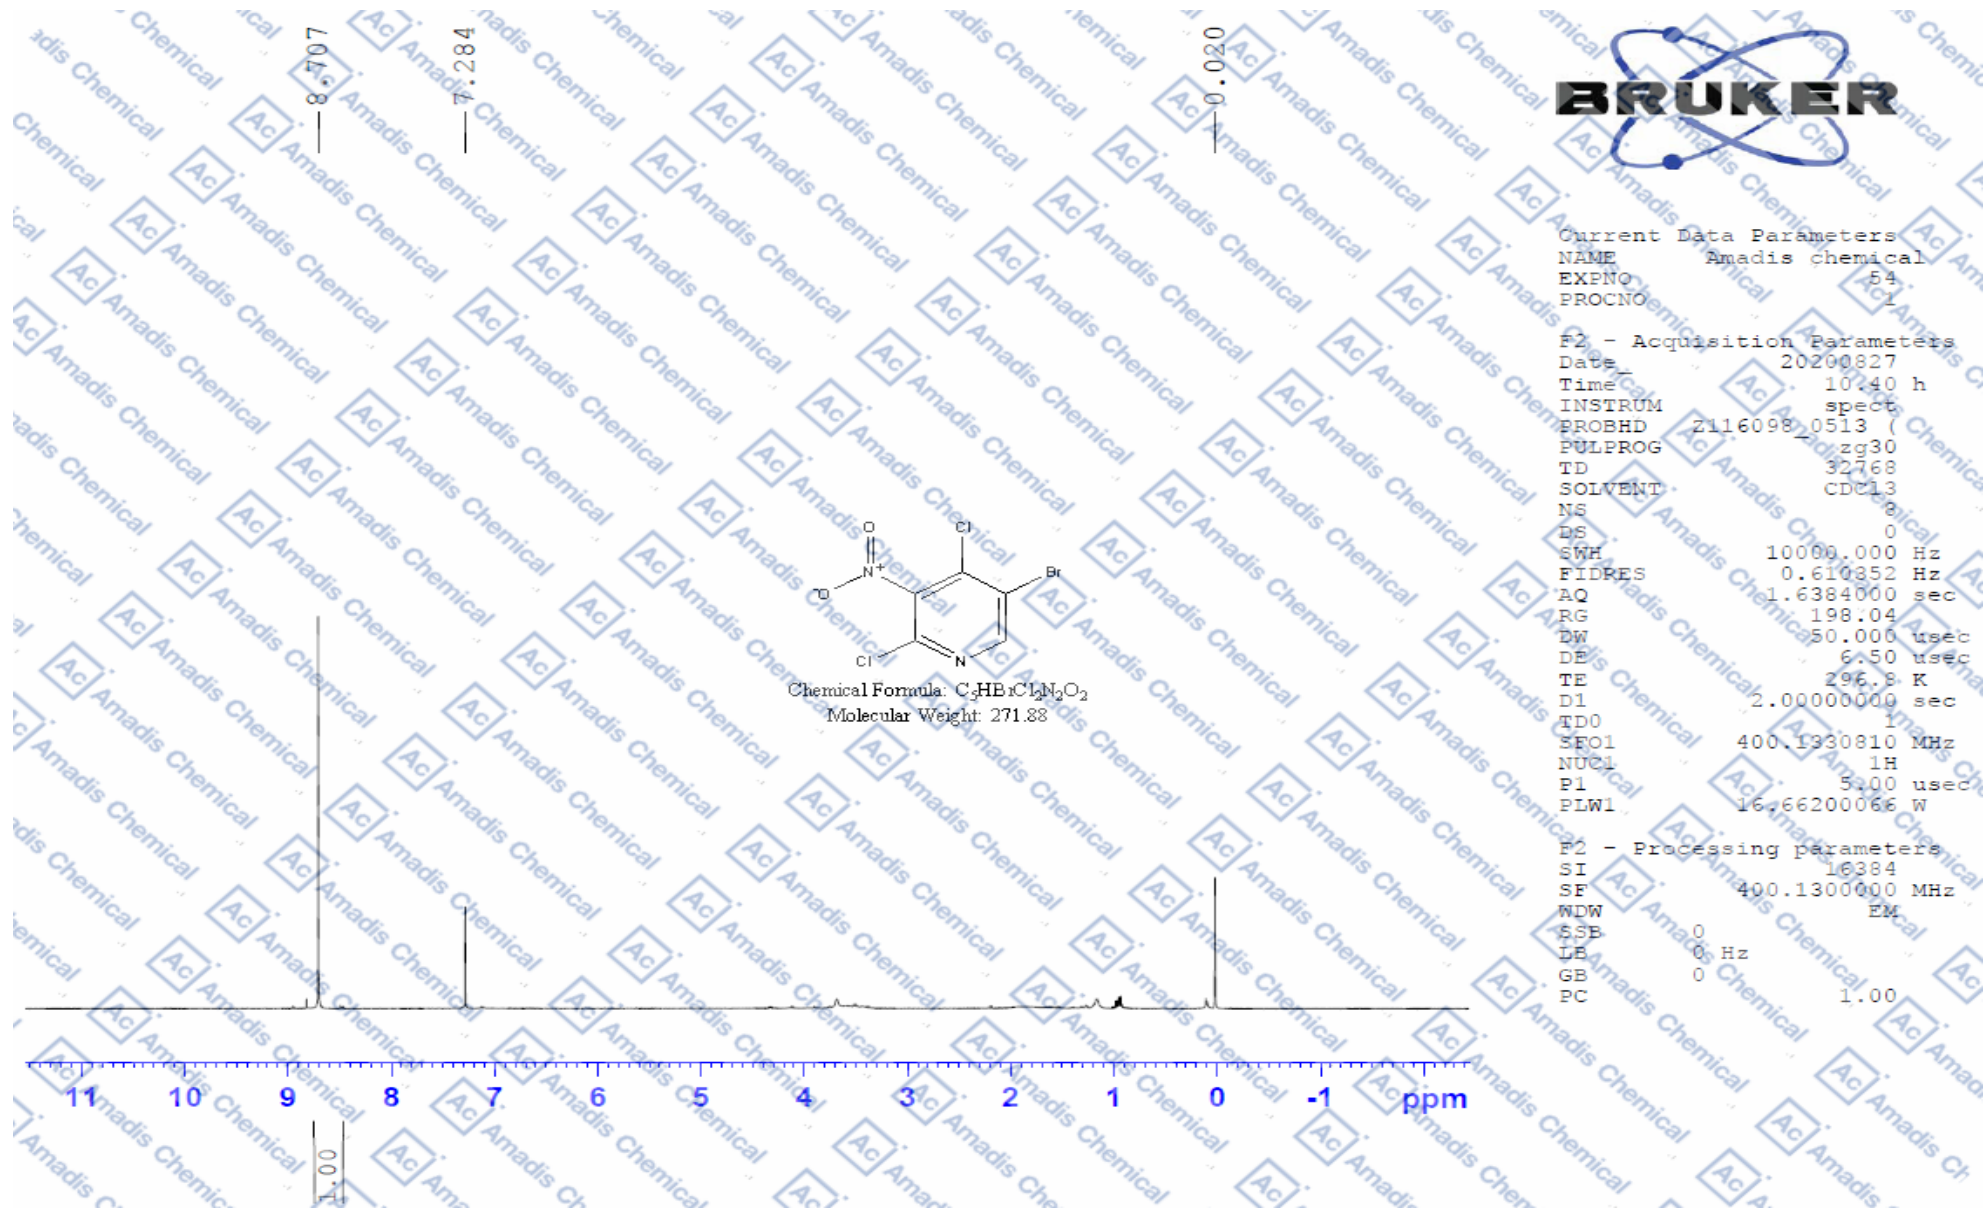 8.707
7.284
0.020
BRUKER
Current Data Parameters
NAME Amadis chemical
EXPNO 54
PROCNO 1
F2 - Acquisition Parameters
Date_ 20200827
Time 10.40 h
INSTRUM spect
PROBHD Z116098_0513 (
PULPROG zg30
TD 32768
SOLVENT CDCl3
NS 8
DS 0
SWH 10000.000 Hz
FIDRES 0.610352 Hz
AQ 1.6384000 sec
RG 198.04
DW 50.000 usec
DE 6.50 usec
TE 296.8 K
D1 2.00000000 sec
TD0 1
SFO1 400.1330810 MHz
NUC1 1H
P1 5.00 usec
PLW1 16.66200066 W
F2 - Processing parameters
SI 16384
SF 400.1300000 MHz
WDW EM
SSB 0
LB 0 Hz
GB 0
PC 1.00
O
Cl
N+
Br
-O
Cl
N
Chemical Formula: C5HBrCl2N2O2
Molecular Weight: 271.88
11 10 9 8 7 6 5 4 3 2 1 0 -1 ppm
1.00
Ac Amadis Chemical